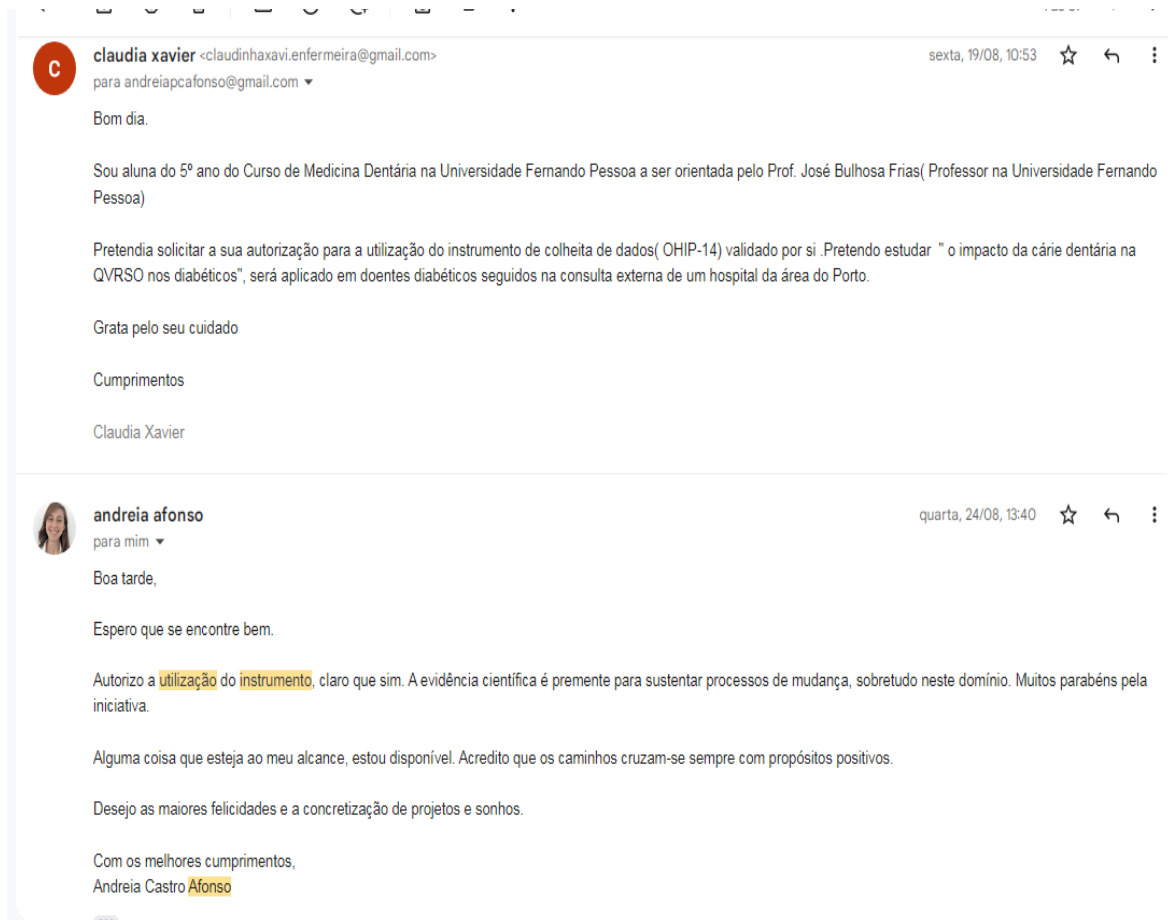 C
claudia xavier <claudinhaxavi.enfermeira@gmail.com>
sexta, 19/08, 10:53
para andreiapcafonso@gmail.com
Bom dia.
Sou aluna do 5º ano do Curso de Medicina Dentária na Universidade Fernando Pessoa a ser orientada pelo Prof. José Bulhosa Frias( Professor na Universidade Fernando
Pessoa)
Pretendia solicitar a sua autorização para a utilização do instrumento de colheita de dados( OHIP-14) validado por si .Pretendo estudar " o impacto da cárie dentária na
QVRSO nos diabéticos", será aplicado em doentes diabéticos seguidos na consulta externa de um hospital da área do Porto.
Grata pelo seu cuidado
Cumprimentos
Claudia Xavier
andreia afonso
quarta, 24/08, 13:40
para mim
Boa tarde,
Espero que se encontre bem.
Autorizo a utilização do instrumento, claro que sim. A evidência científica é premente para sustentar processos de mudança, sobretudo neste domínio. Muitos parabéns pela
iniciativa.
Alguma coisa que esteja ao meu alcance, estou disponível. Acredito que os caminhos cruzam-se sempre com propósitos positivos.
Desejo as maiores felicidades e a concretização de projetos e sonhos.
Com os melhores cumprimentos,
Andreia Castro Afonso